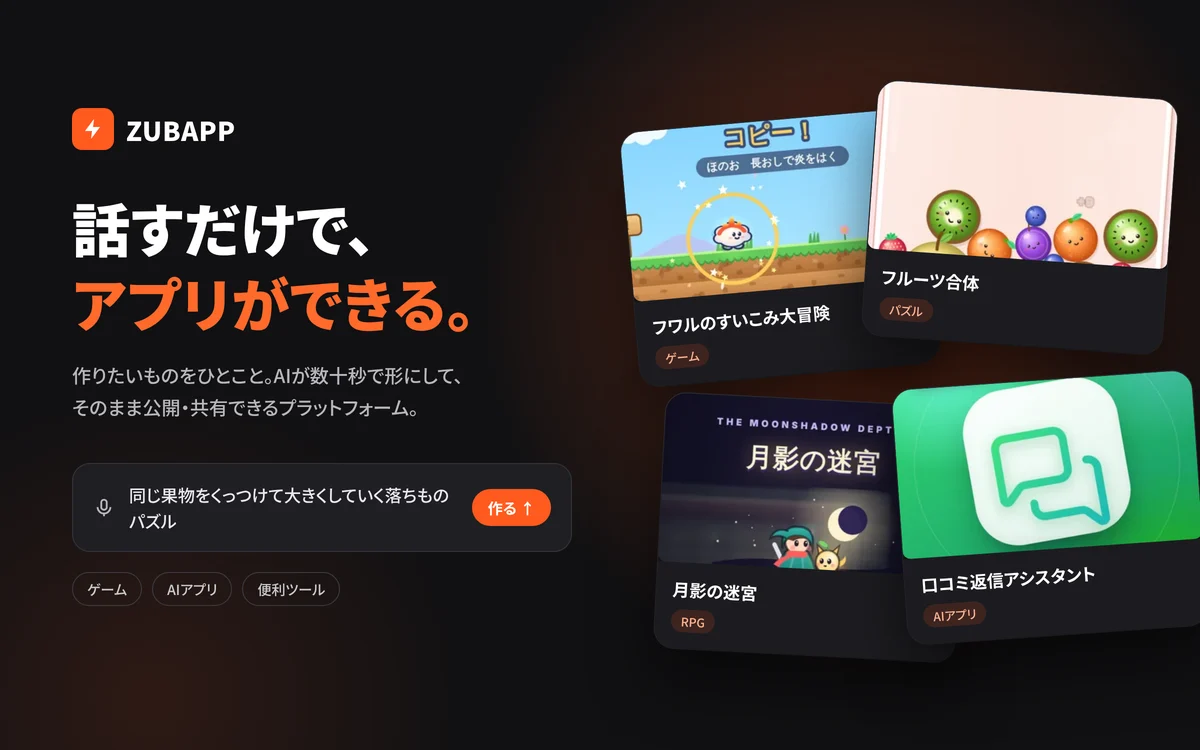 ZUBAPP
話すだけで、
アプリができる。
作りたいものをひとこと。AIが数十秒で形にして、
そのまま公開・共有できるプラットフォーム。
同じ果物をくっつけて大きくしていく落ちもの
パズル
作る ↑
ゲーム
AIアプリ
便利ツール
コピー！
ほのお 長おしで炎をはく
フワルのすいこみ大冒険
ゲーム
フルーツ合体
パズル
THE MOONSHADOW DEPT
月影の迷宮
月影の迷宮
RPG
口コミ返信アシスタント
AIアプリ